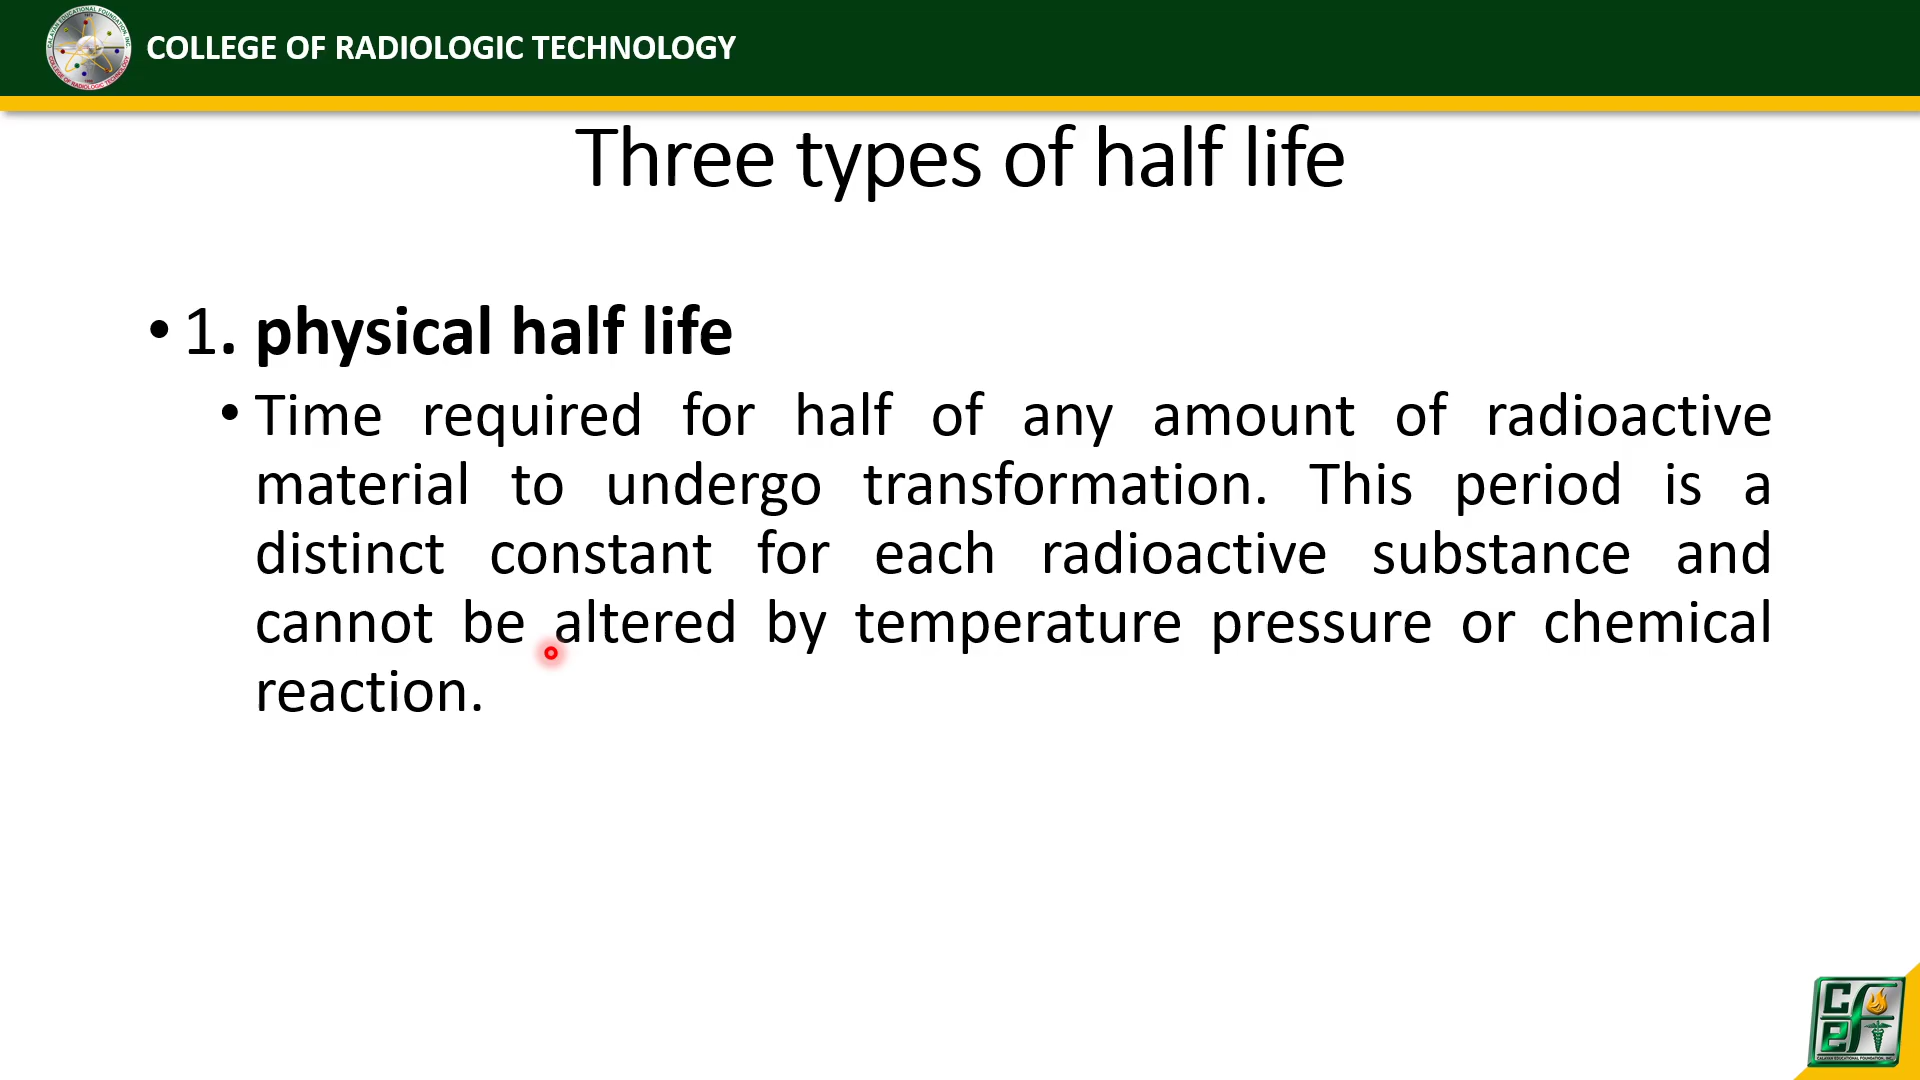 COLLEGE OF RADIOLOGIC TECHNOLOGY
Three types of half life
• 1. physical half life
• Time required for half of any amount of radioactive
material to undergo transformation. This period is a
distinct constant for each radioactive substance and
cannot be altered by temperature pressure or chemical
reaction.